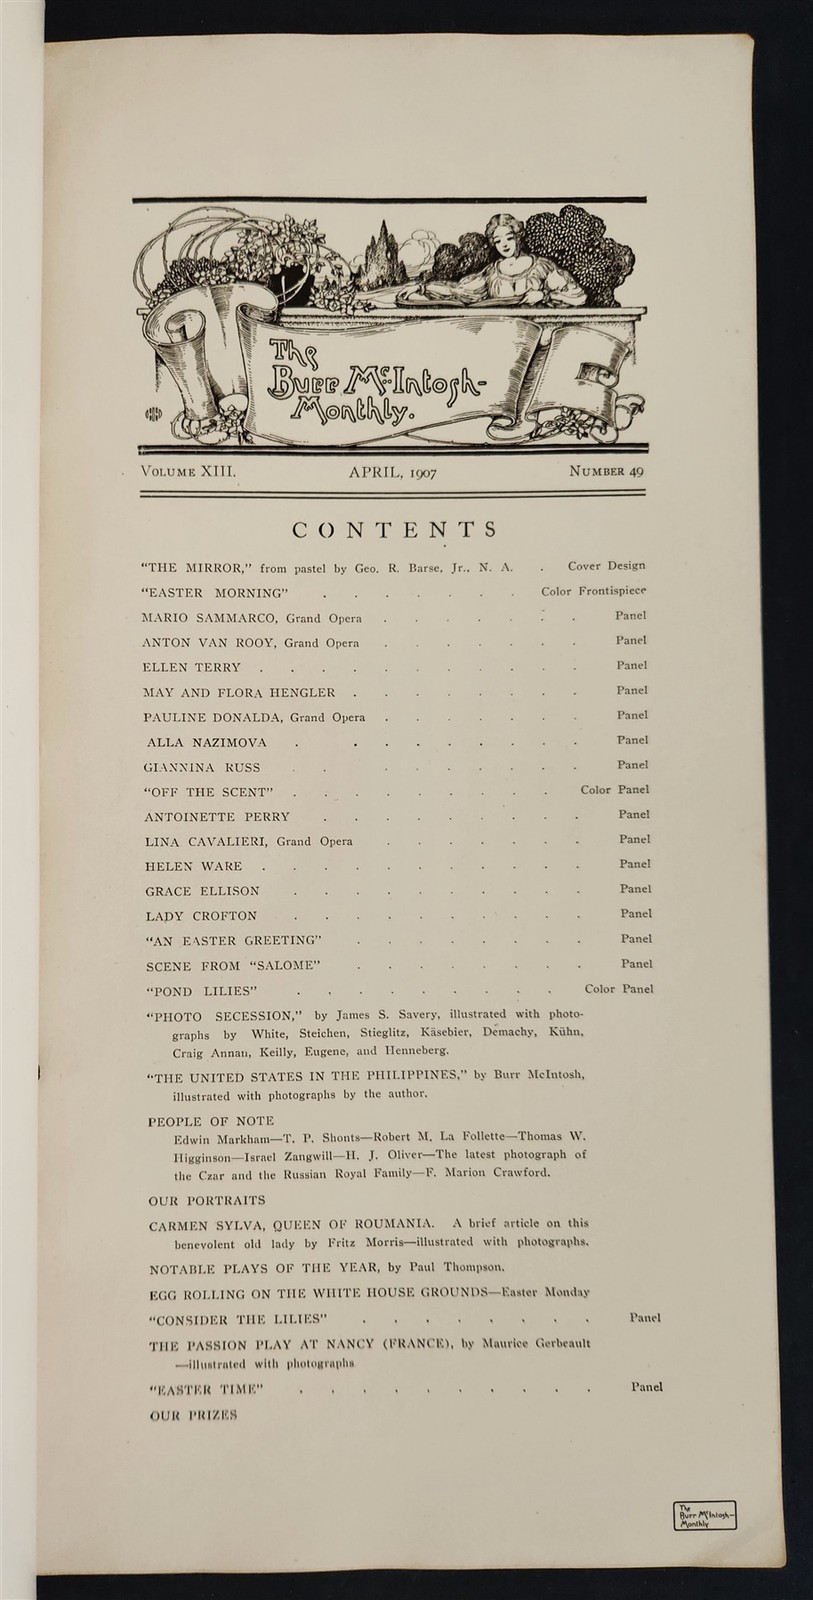 The
Burr McIntosh-
Monthly.
VOLUME XIII. APRIL, 1907 NUMBER 49
CONTENTS
“THE MIRROR,” from pastel by Geo. R. Barse, Jr., N. A. . Cover Design
“EASTER MORNING” . . . . . . . Color Frontispiece
MARIO SAMMARCO, Grand Opera . . . . . . . Panel
ANTON VAN ROOY, Grand Opera . . . . . . . Panel
ELLEN TERRY . . . . . . . . . . . Panel
MAY AND FLORA HENGLER . . . . . . . . Panel
PAULINE DONALDA, Grand Opera . . . . . . . Panel
ALLA NAZIMOVA . . . . . . . . . Panel
GIANNINA RUSS . . . . . . . . . Panel
“OFF THE SCENT” . . . . . . . . . Color Panel
ANTOINETTE PERRY . . . . . . . . . Panel
LINA CAVALIERI, Grand Opera . . . . . . . Panel
HELEN WARE . . . . . . . . . . . Panel
GRACE ELLISON . . . . . . . . . . Panel
LADY CROFTON . . . . . . . . . . Panel
“AN EASTER GREETING” . . . . . . . . Panel
SCENE FROM “SALOME” . . . . . . . . Panel
“POND LILIES” . . . . . . . . . Color Panel
“PHOTO SECESSION,” by James S. Savery, illustrated with photo-
graphs by White, Steichen, Stieglitz, Käsebier, Demachy, Kühn,
Craig Annan, Keilly, Eugene, and Henneberg.
“THE UNITED STATES IN THE PHILIPPINES,” by Burr McIntosh,
illustrated with photographs by the author.
PEOPLE OF NOTE
Edwin Markham—T. P. Shonts—Robert M. La Follette—Thomas W.
Higginson—Israel Zangwill—H. J. Oliver—The latest photograph of
the Czar and the Russian Royal Family—F. Marion Crawford.
OUR PORTRAITS
CARMEN SYLVA, QUEEN OF ROUMANIA. A brief article on this
benevolent old lady by Fritz Morris—illustrated with photographs.
NOTABLE PLAYS OF THE YEAR, by Paul Thompson.
EGG ROLLING ON THE WHITE HOUSE GROUNDS—Easter Monday
“CONSIDER THE LILIES” . . . . . . . . Panel
THE PASSION PLAY AT NANCY (FRANCE), by Maurice Gerbeault
—illustrated with photographs
“EASTER TIME” . . . . . . . . . . Panel
OUR PRIZES
The
Burr McIntosh-
Monthly